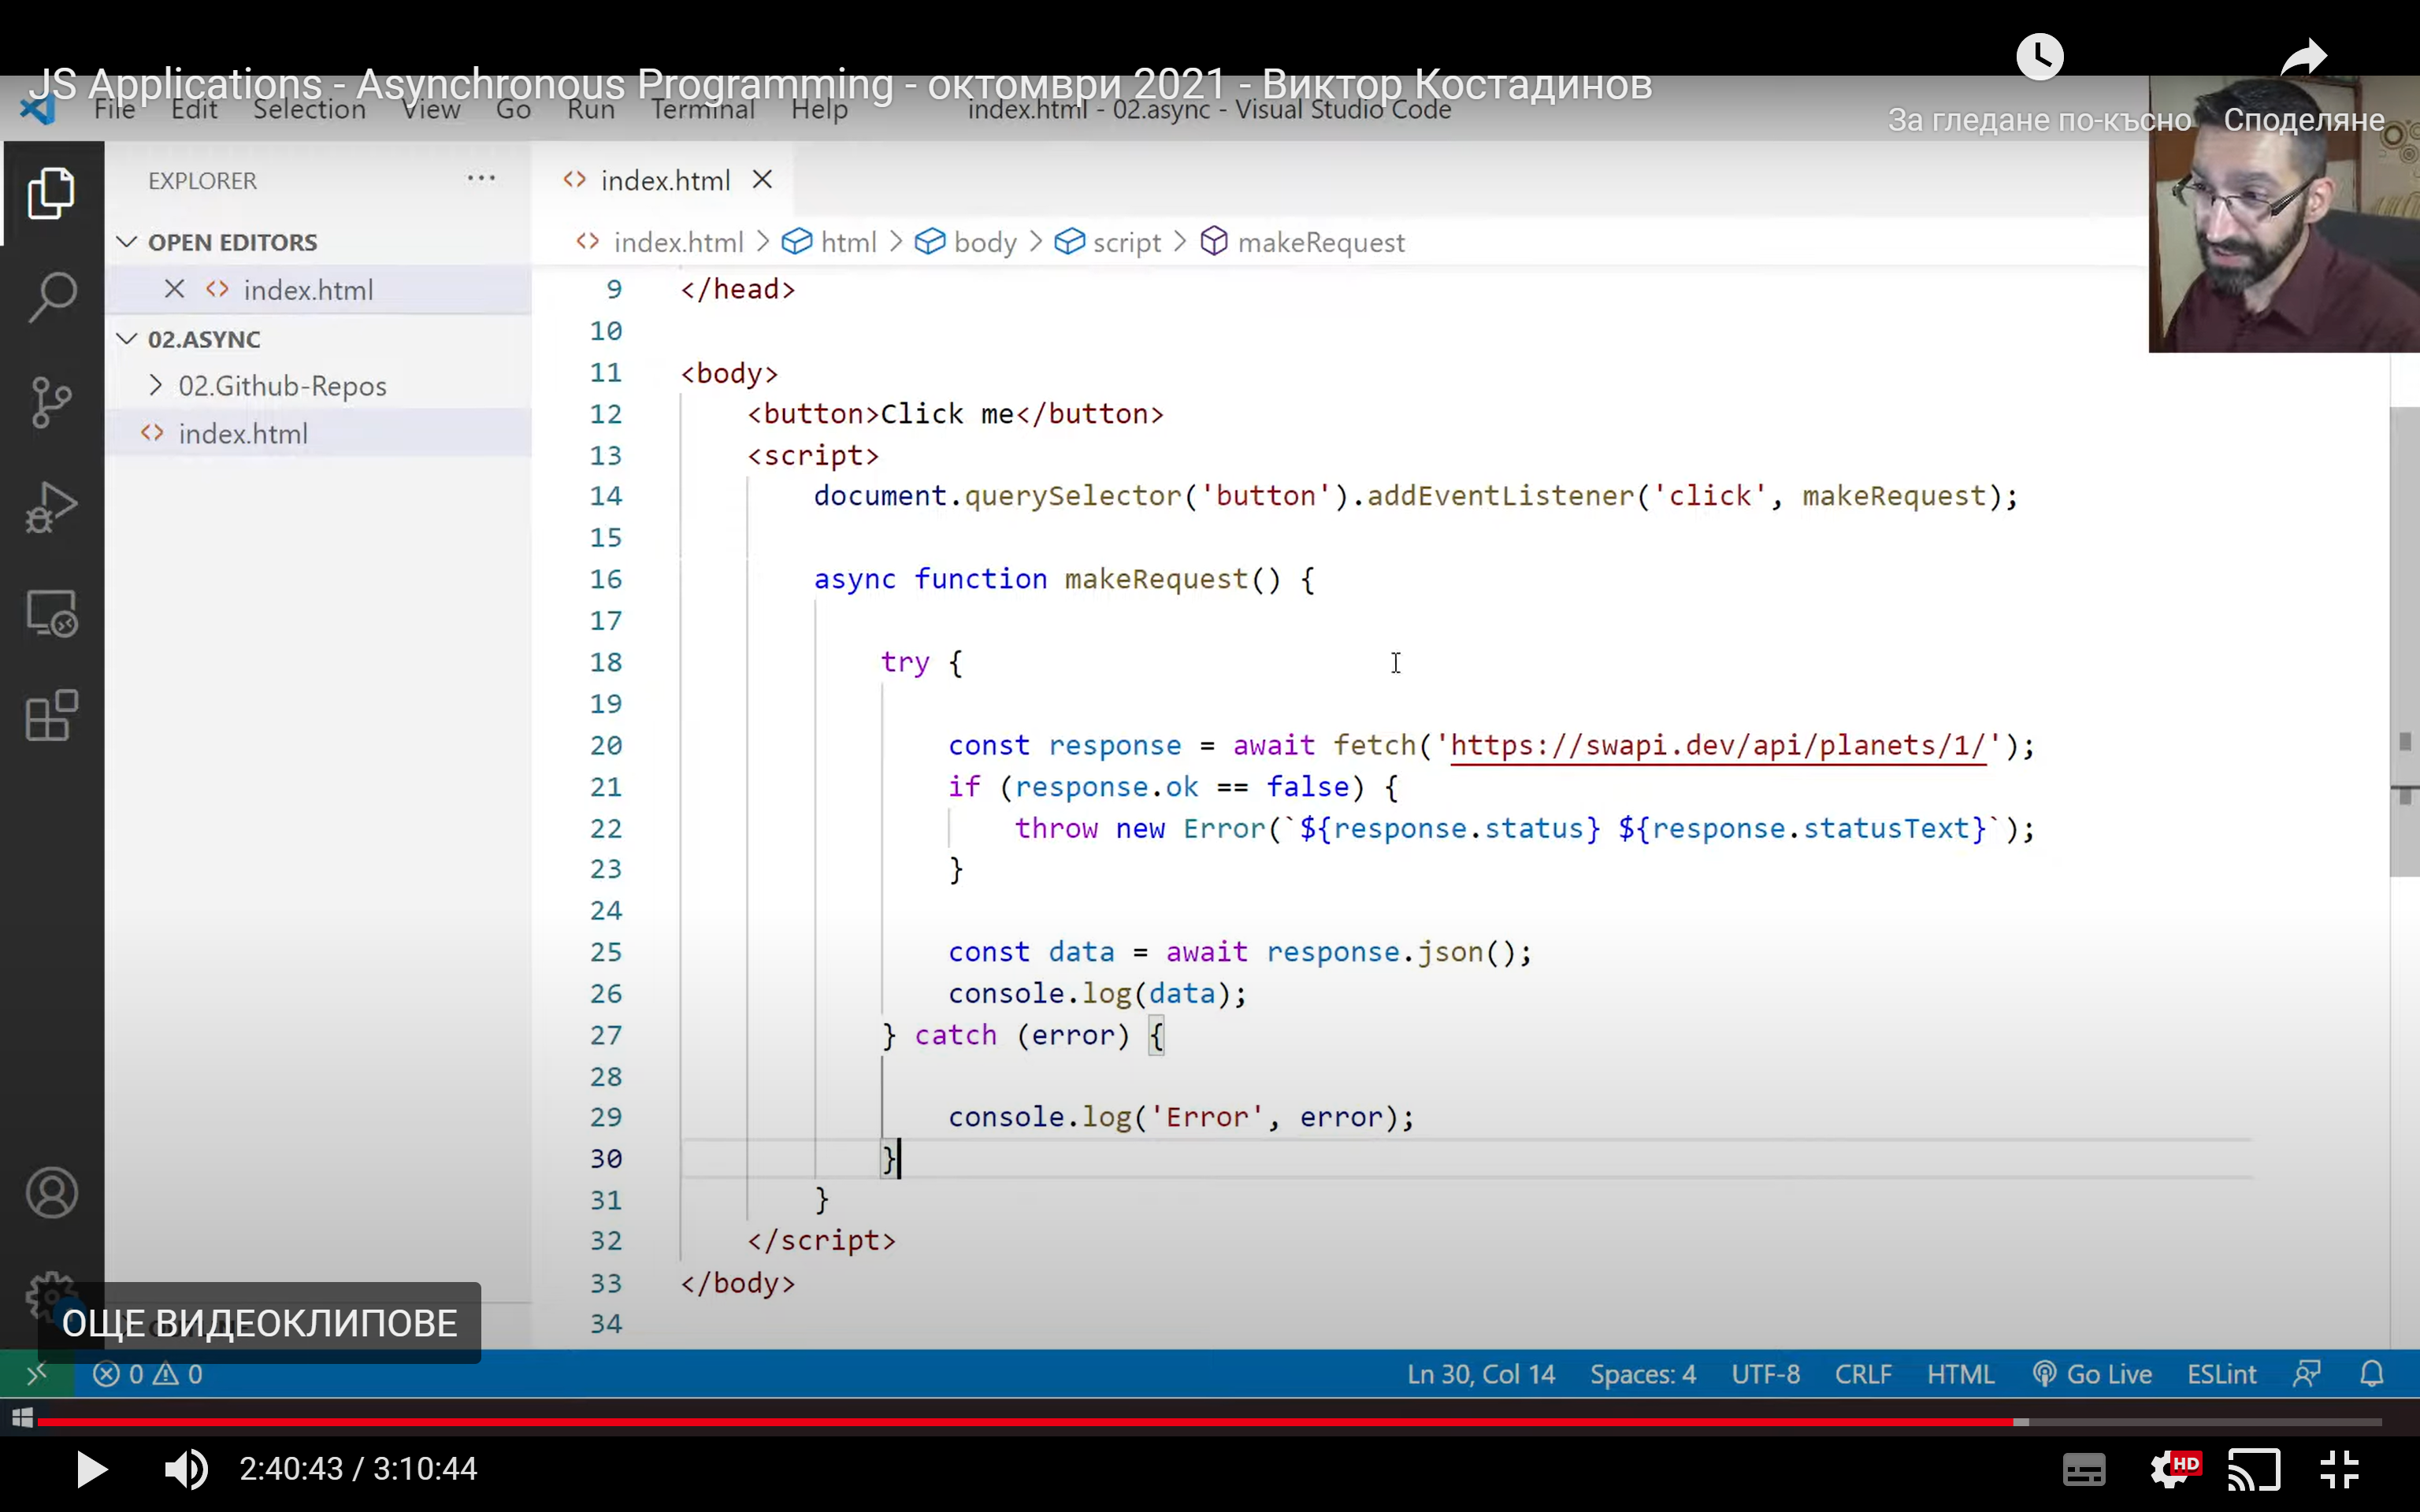 JS Applications - Asynchronous Programming - октомври 2021 - Виктор Костадинов
За гледане по-късно
Споделяне
File Edit Selection View Go Run Terminal Help
index.html - 02.async - Visual Studio Code
EXPLORER
OPEN EDITORS
index.html
02.ASYNC
02.Github-Repos
index.html
index.html
index.html > html > body > script > makeRequest
9 </head>
10
11 <body>
12     <button>Click me</button>
13     <script>
14         document.querySelector('button').addEventListener('click', makeRequest);
15
16         async function makeRequest() {
17
18             try {
19
20                 const response = await fetch('https://swapi.dev/api/planets/1/');
21                 if (response.ok == false) {
22                     throw new Error(`${response.status} ${response.statusText}`);
23                 }
24
25                 const data = await response.json();
26                 console.log(data);
27             } catch (error) {
28
29                 console.log('Error', error);
30             }
31         }
32     </script>
33 </body>
34
ОЩЕ ВИДЕОКЛИПОВЕ
0 0
Ln 30, Col 14 Spaces: 4 UTF-8 CRLF HTML Go Live ESLint
2:40:43 / 3:10:44
HD